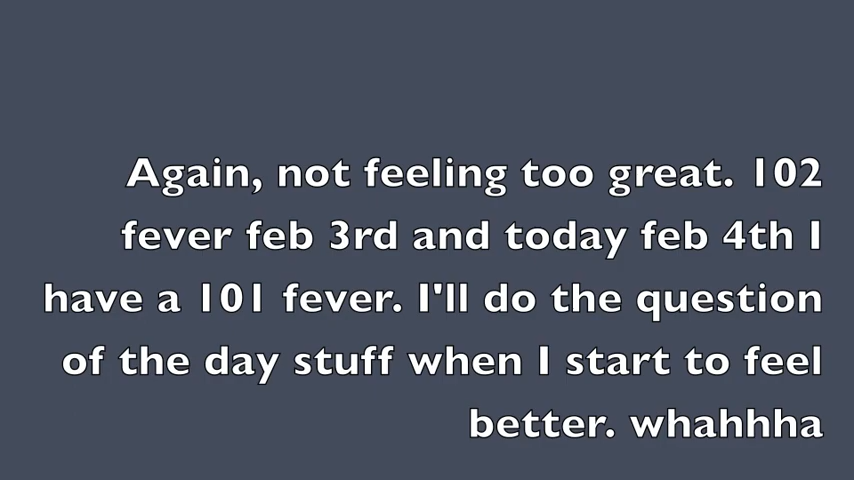 Again, not feeling too great. 102
fever feb 3rd and today feb 4th I
have a 101 fever. I'll do the question
of the day stuff when I start to feel
better. whahhha